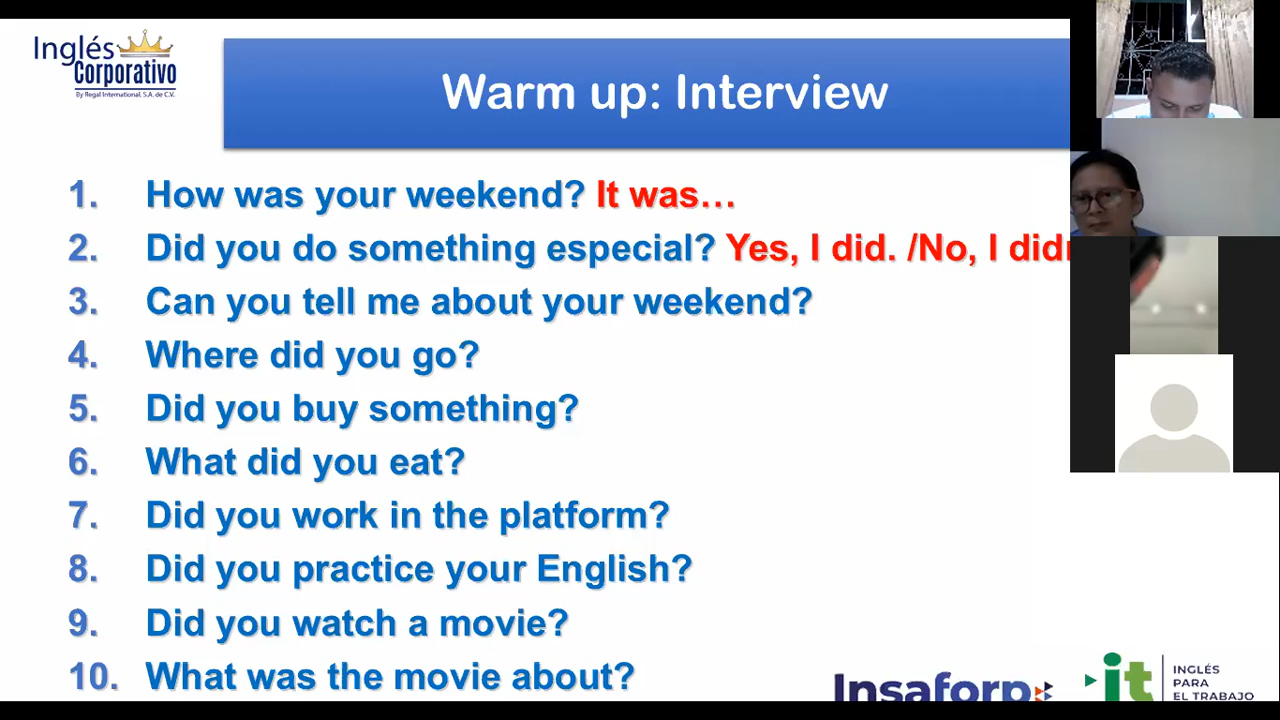 Inglés
Corporativo
By Regal International, S.A. de C.V.
Warm up: Interview
1. How was your weekend? It was…
2. Did you do something especial? Yes, I did. /No, I did
3. Can you tell me about your weekend?
4. Where did you go?
5. Did you buy something?
6. What did you eat?
7. Did you work in the platform?
8. Did you practice your English?
9. Did you watch a movie?
10. What was the movie about?
Insaforp
it
INGLÉS
PARA
EL TRABAJO